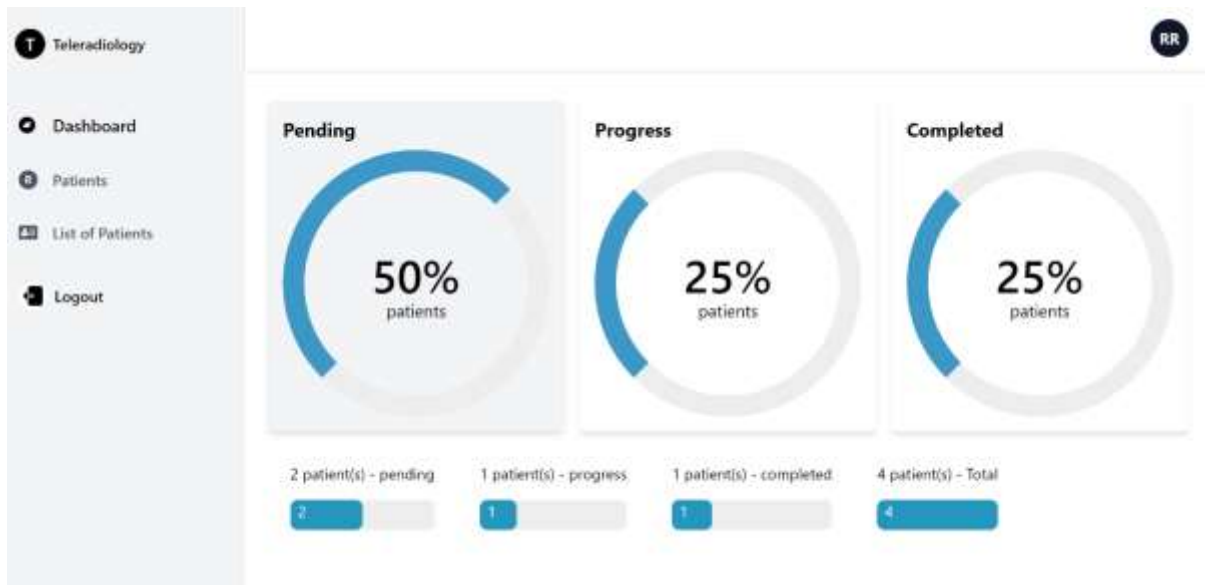 T Teleradiology
RR
Dashboard
Patients
List of Patients
Logout
Pending
50%
patients
Progress
25%
patients
Completed
25%
patients
2 patient(s) - pending
2
1 patient(s) - progress
1
1 patient(s) - completed
1
4 patient(s) - Total
4